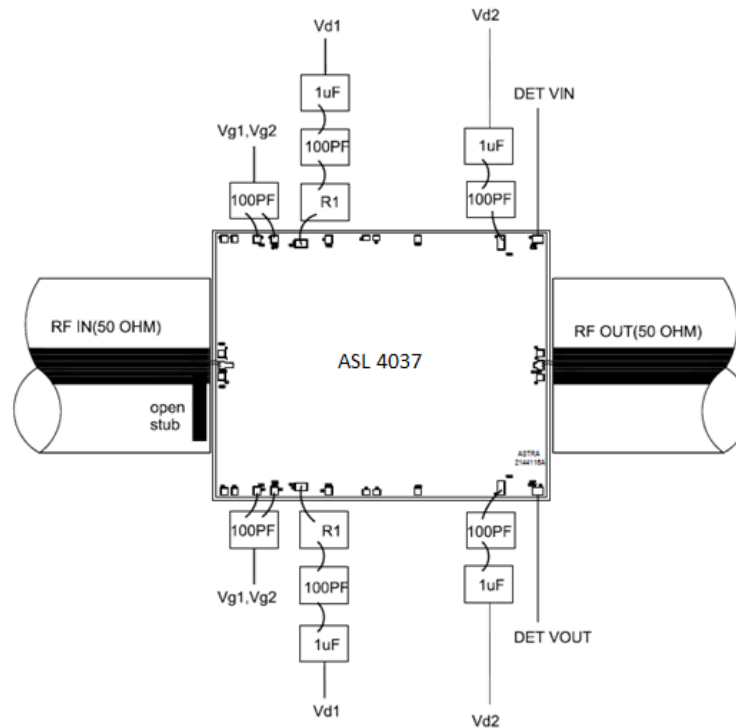 Vd1
Vd2
1uF
DET VIN
Vg1,Vg2
100PF
1uF
100PF
R1
100PF
RF IN(50 OHM)
RF OUT(50 OHM)
ASL 4037
open
stub
ASTRA
2144115A
100PF
R1
100PF
Vg1,Vg2
100PF
1uF
1uF
DET VOUT
Vd1
Vd2